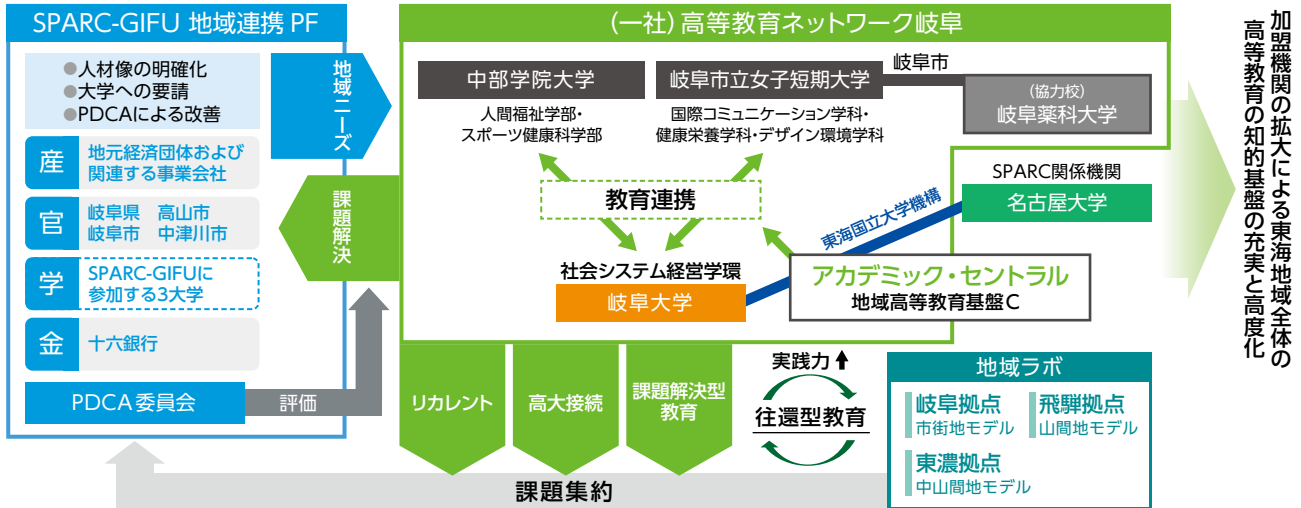 SPARC-GIFU 地域連携 PF
●人材像の明確化
●大学への要請
●PDCAによる改善
産
地元経済団体および
関連する事業会社
官
岐阜県　高山市
岐阜市　中津川市
学
SPARC-GIFUに
参加する3大学
金
十六銀行
PDCA 委員会
評価
地域ニーズ
課題解決
(一社) 高等教育ネットワーク岐阜
中部学院大学
人間福祉学部・
スポーツ健康科学部
岐阜市立女子短期大学
国際コミュニケーション学科・
健康栄養学科・デザイン環境学科
岐阜市
(協力校)
岐阜薬科大学
教育連携
SPARC関係機関
名古屋大学
東海国立大学機構
社会システム経営学環
岐阜大学
アカデミック・セントラル
地域高等教育基盤C
リカレント
高大接続
課題解決型
教育
実践力
往還型教育
地域ラボ
岐阜拠点
市街地モデル
飛騨拠点
山間地モデル
東濃拠点
中山間地モデル
課題集約
加盟機関の拡大による東海地域全体の
高等教育の知的基盤の充実と高度化